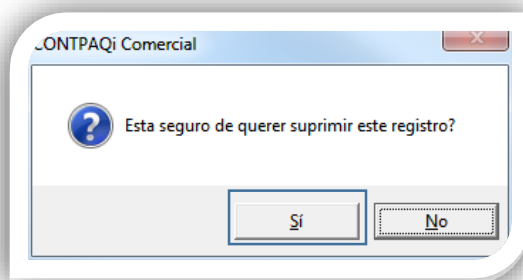 CONTPAQi Comercial
Esta seguro de querer suprimir este registro?
Sí
No